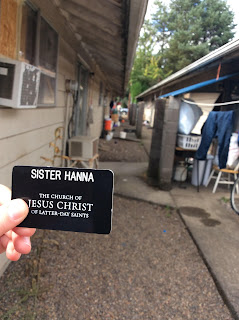 SISTER HANNA
THE CHURCH OF
JESUS CHRIST
OF LATTER-DAY SAINTS